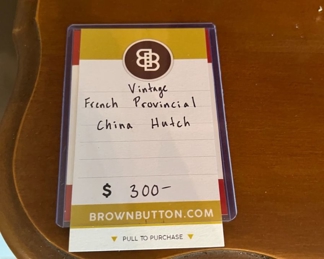 BB
Vintage
French Provincial
China Hutch
$ 300-
BROWNBUTTON.COM
▼ PULL TO PURCHASE ▼